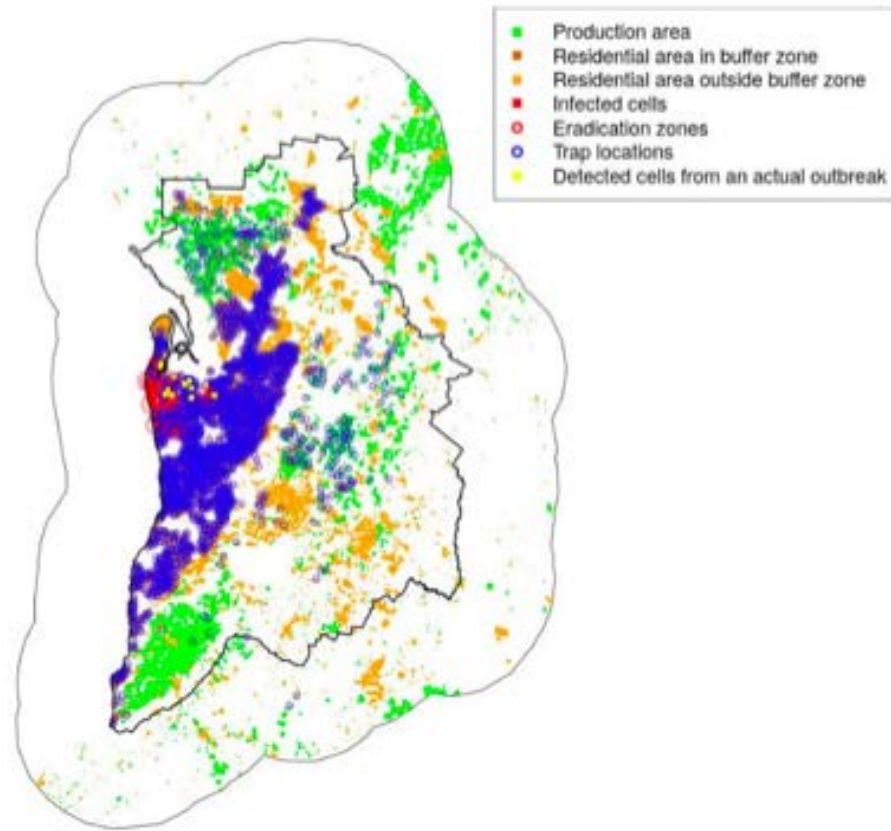 Production area
Residential area in buffer zone
Residential area outside buffer zone
Infected cells
Eradication zones
Trap locations
Detected cells from an actual outbreak